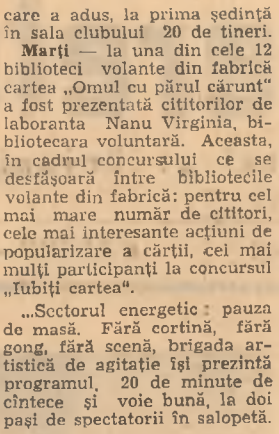 care a adus, la prima ședință
în sala clubului 20 de tineri.
Marți — la una din cele 12
biblioteci volante din fabrică
cartea „Omul cu părul cărunt"
a fost prezentată cititorilor de
laboranta Nanu Virginia, bi-
bliotecara voluntară. Aceasta,
în cadrul concursului ce se
desfășoară între bibliotecile
volante din fabrică: pentru cel
mai mare număr de cititori,
cele mai interesante acțiuni de
popularizare a cărții, cei mai
mulți participanți la concursul
„Iubiți cartea".
...Sectorul energetic : pauza
de masă. Fără cortină, fără
gong, fără scenă, brigada ar-
tistică de agitație își prezintă
programul. 20 de minute de
cîntece și voie bună, la doi
pași de spectatorii în salopetă.